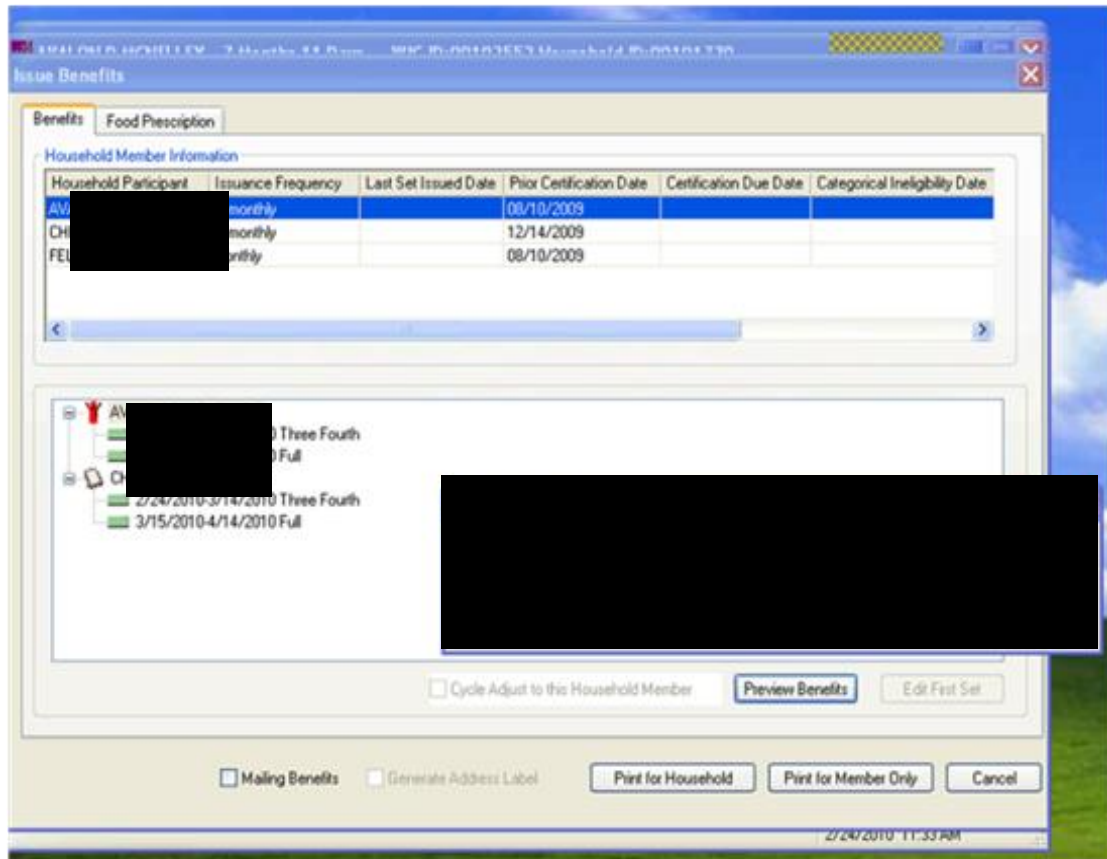 Issue Benefits
Benefits Food Prescription
Household Member Information
Household Participant Issuance Frequency Last Set Issued Date Prior Certification Date Certification Due Date Categorical Ineligibility Date
AVA monthly 08/10/2009
CHE monthly 12/14/2009
FEL monthly 08/10/2009
AV
0 Three Fourth
0 Full
CH
2/24/2010-3/14/2010 Three Fourth
3/15/2010-4/14/2010 Full
Cycle Adjust to this Household Member Preview Benefits Edit First Set
Mailing Benefits Generate Address Label Print for Household Print for Member Only Cancel
2/24/2010 11:33 AM